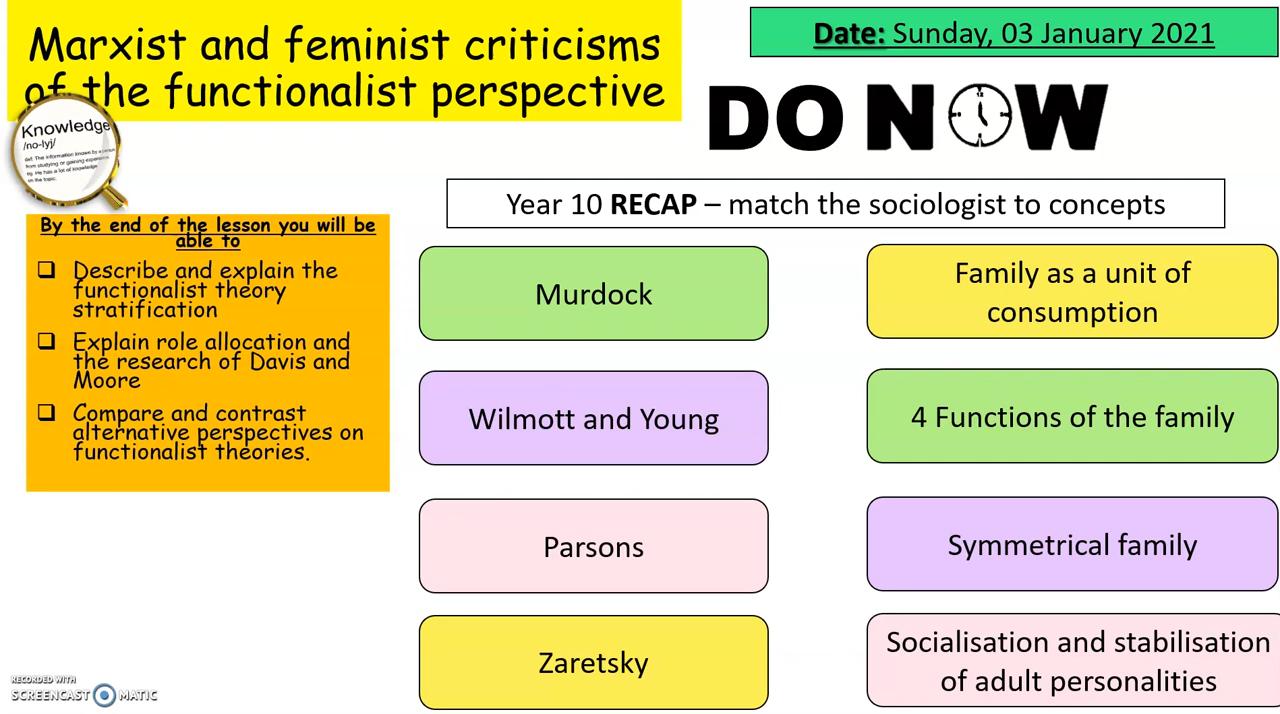 Marxist and feminist criticisms
of the functionalist perspective
Date: Sunday, 03 January 2021
DO NOW
Knowledge
/no-lyj/
Year 10 RECAP – match the sociologist to concepts
By the end of the lesson you will be
able to
Describe and explain the
functionalist theory
stratification
Explain role allocation and
the research of Davis and
Moore
Compare and contrast
alternative perspectives on
functionalist theories.
Murdock
Family as a unit of
consumption
Wilmott and Young
4 Functions of the family
Parsons
Symmetrical family
Zaretsky
Socialisation and stabilisation
of adult personalities
RECORDED WITH
SCREENCAST MATIC